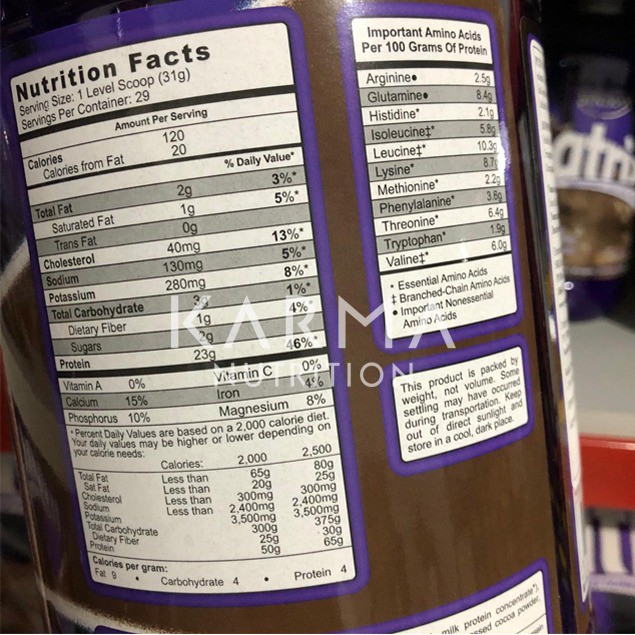 Nutrition Facts
Serving Size: 1 Level Scoop (31g)
Servings Per Container: 29
Amount Per Serving
Calories 120
Calories from Fat 20
% Daily Value*
Total Fat 2g 3%*
Saturated Fat 1g 5%*
Trans Fat 0g
Cholesterol 40mg 13%*
Sodium 130mg 5%*
Potassium 280mg 8%*
Total Carbohydrate 3g 1%*
Dietary Fiber 1g 4%
Sugars 2g
Protein 23g 46%*
Vitamin A 0% Vitamin C 0%
Calcium 15% Iron 4%
Phosphorus 10% Magnesium 8%
*Percent Daily Values are based on a 2,000 calorie diet.
Your daily values may be higher or lower depending on
your calorie needs:
Calories: 2,000 2,500
Total Fat Less than 65g 80g
Sat Fat Less than 20g 25g
Cholesterol Less than 300mg 300mg
Sodium Less than 2,400mg 2,400mg
Potassium 3,500mg 3,500mg
Total Carbohydrate 300g 375g
Dietary Fiber 25g 30g
Protein 50g 65g
Calories per gram:
Fat 9 • Carbohydrate 4 • Protein 4
Important Amino Acids
Per 100 Grams Of Protein
Arginine● 2.5g
Glutamine● 8.4g
Histidine* 2.1g
Isoleucine‡* 5.8g
Leucine‡* 10.3g
Lysine* 8.7g
Methionine* 2.2g
Phenylalanine* 3.6g
Threonine* 6.4g
Tryptophan* 1.9g
Valine‡* 6.0g
* Essential Amino Acids
‡ Branched-Chain Amino Acids
● Important Nonessential
Amino Acids
This product is packed by
weight, not volume. Some
settling may have occurred
during transportation. Keep
out of direct sunlight and
store in a cool, dark place.
KARMA
NUTRITION
milk protein concentrate*),
cocoa powder,